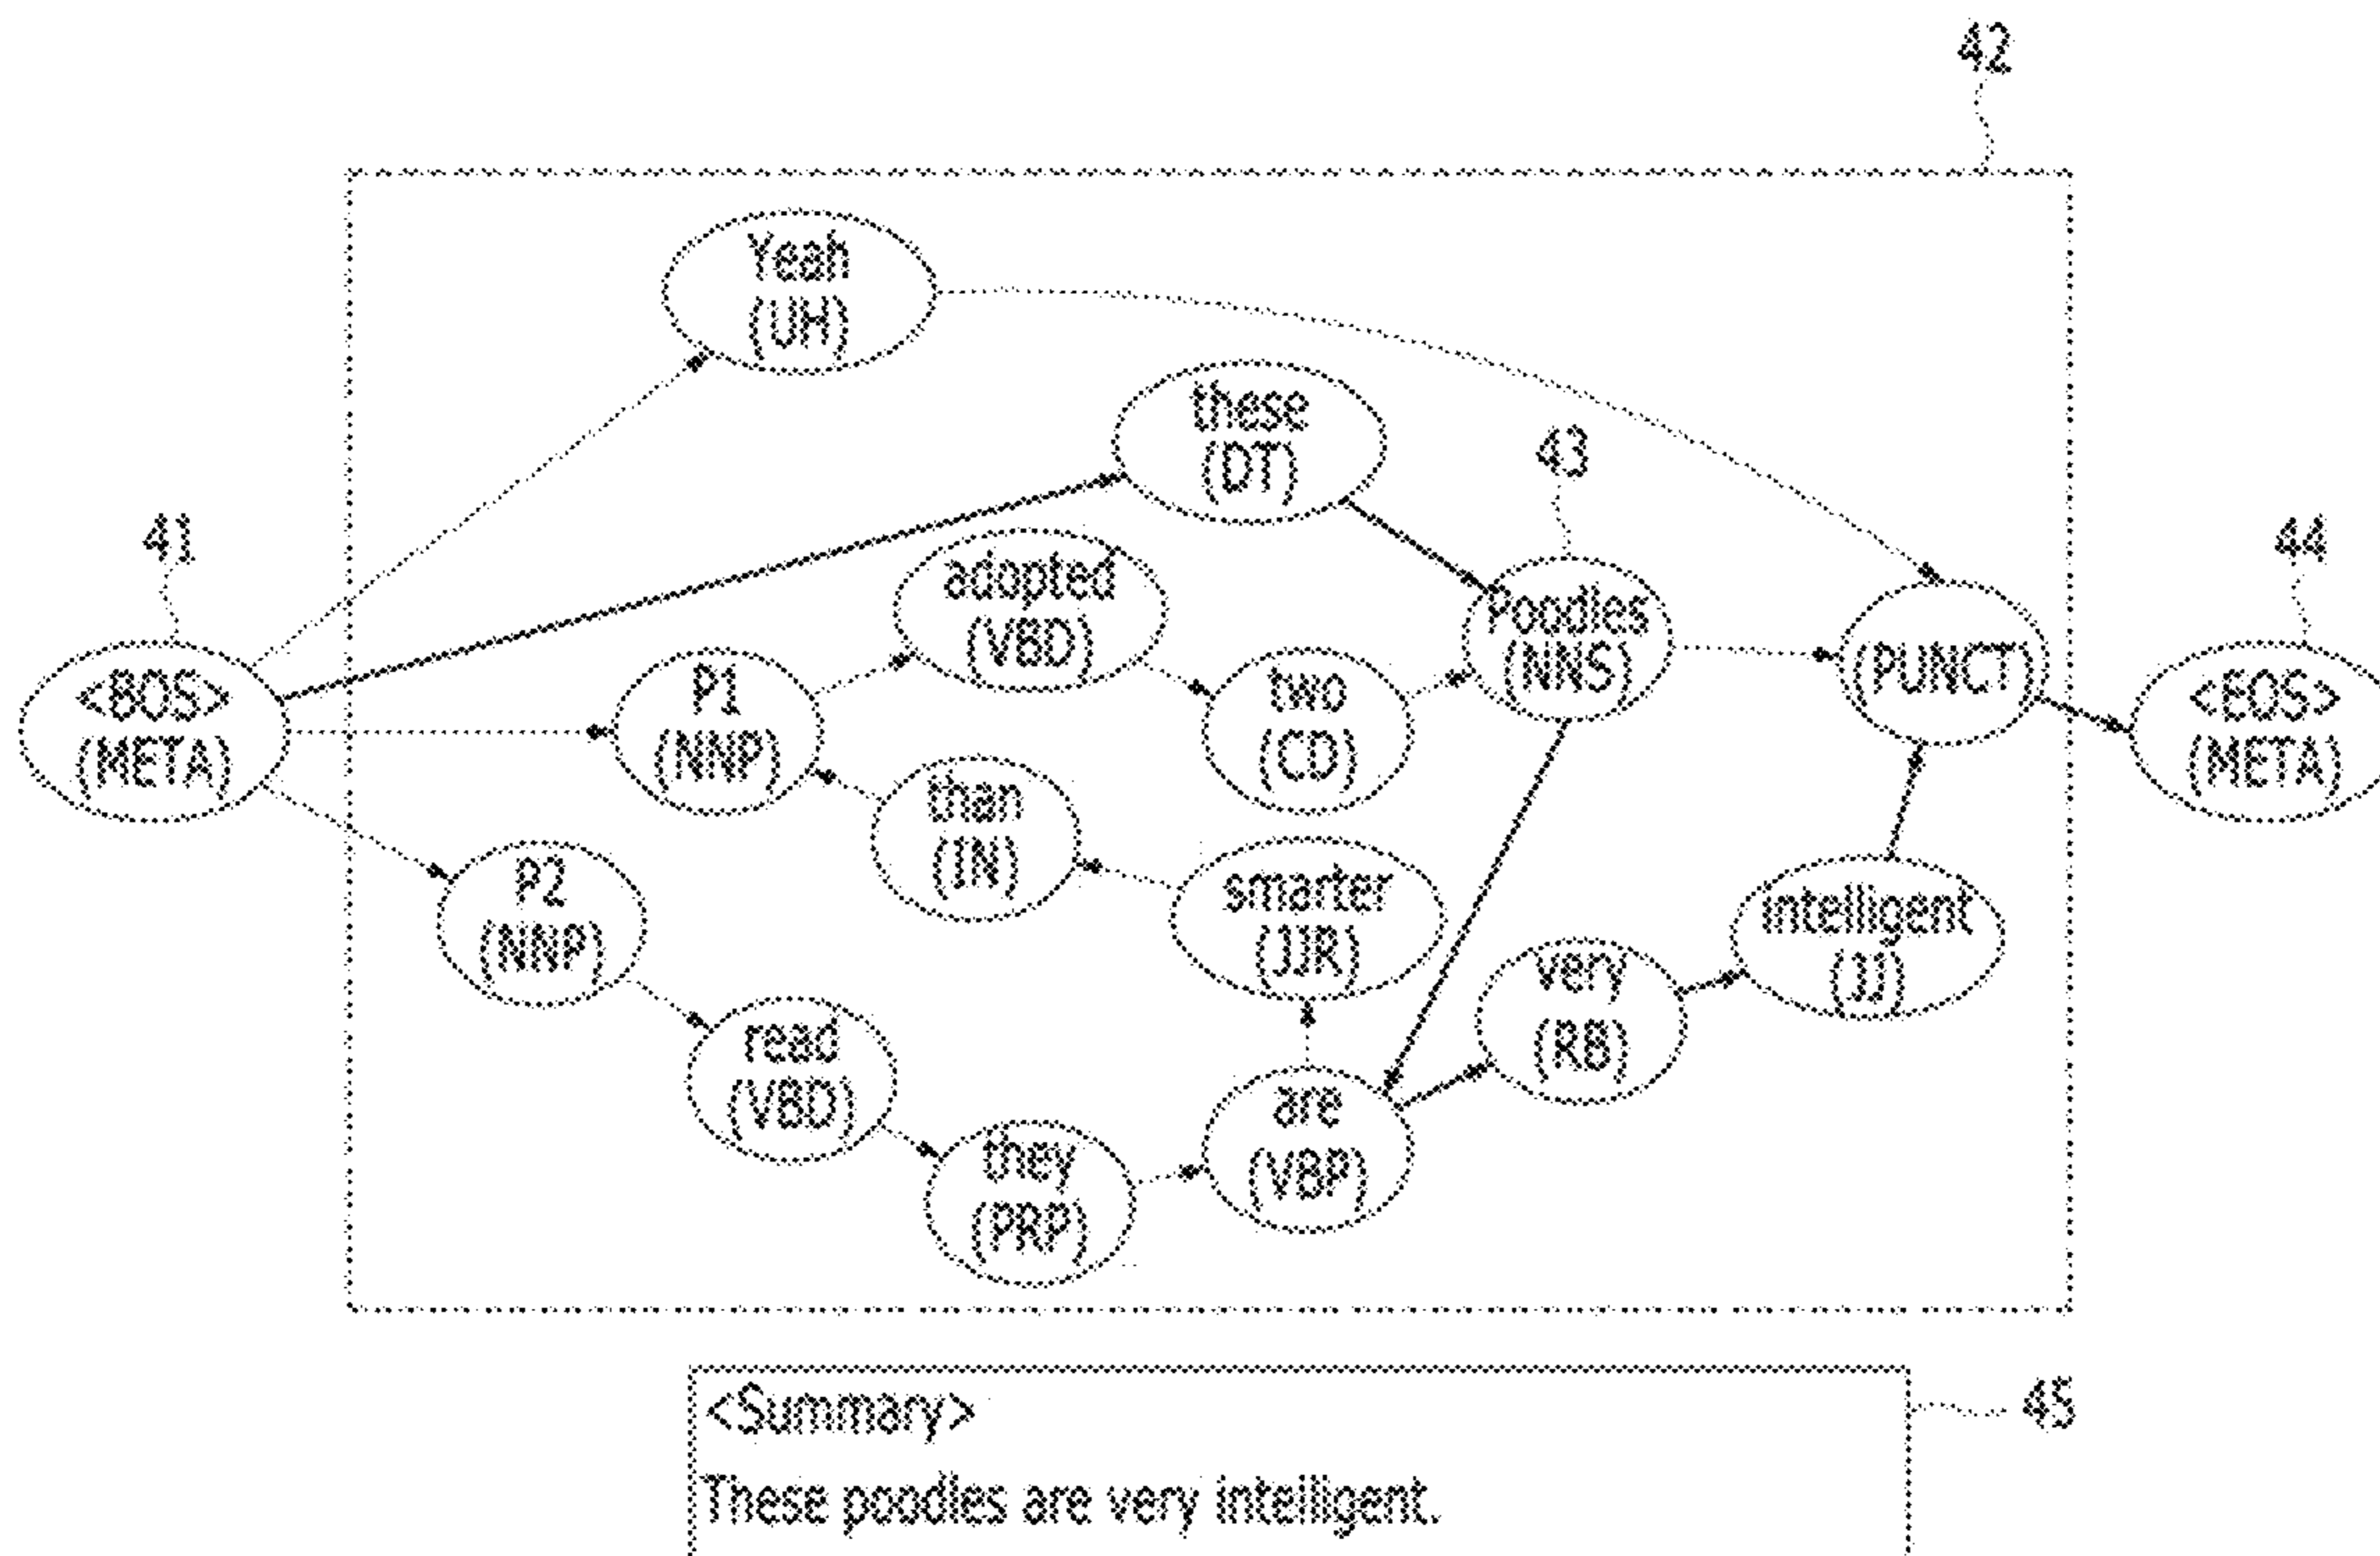 42
Yeah
(UH)
these
(DT)
43
41
adopted
(VBD)
44
Poodles
(NNS)
<BOS>
(META)
P1
(NNP)
two
(CD)
(PUNCT)
<EOS>
(META)
than
(IN)
P2
(NNP)
smarter
(JJR)
intelligent
(JJ)
very
(RB)
read
(VBD)
are
(VBP)
they
(PRP)
<Summary>
45
These poodles are very intelligent.